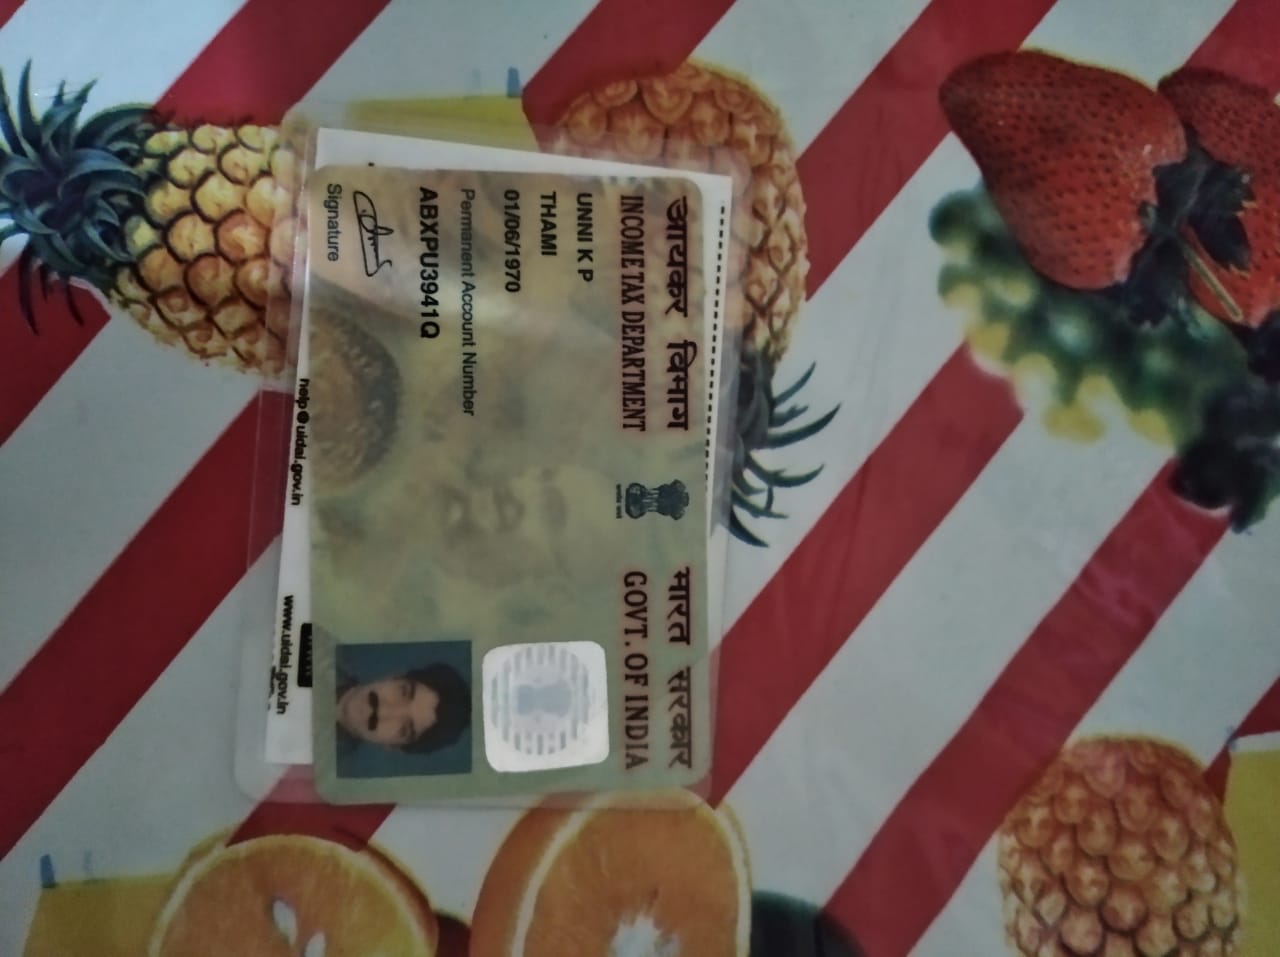 आयकर विभाग
INCOME TAX DEPARTMENT
भारत सरकार
GOVT. OF INDIA
UNNI K P
THAMI
01/06/1970
Permanent Account Number
ABXPU3941Q
Signature
help@uidai.gov.in
www.uidai.gov.in